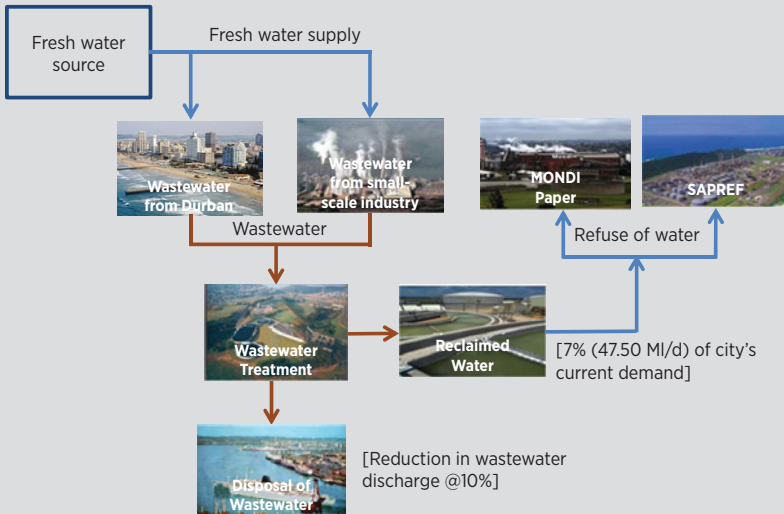 Fresh water
source
Fresh water supply
Wastewater
from Durban
Wastewater
from small-
scale industry
MONDI
Paper
SAPREF
Wastewater
Refuse of water
Wastewater
Treatment
Reclaimed
Water
[7% (47.50 Ml/d) of city's
current demand]
Disposal of
Wastewater
[Reduction in wastewater
discharge @10%]